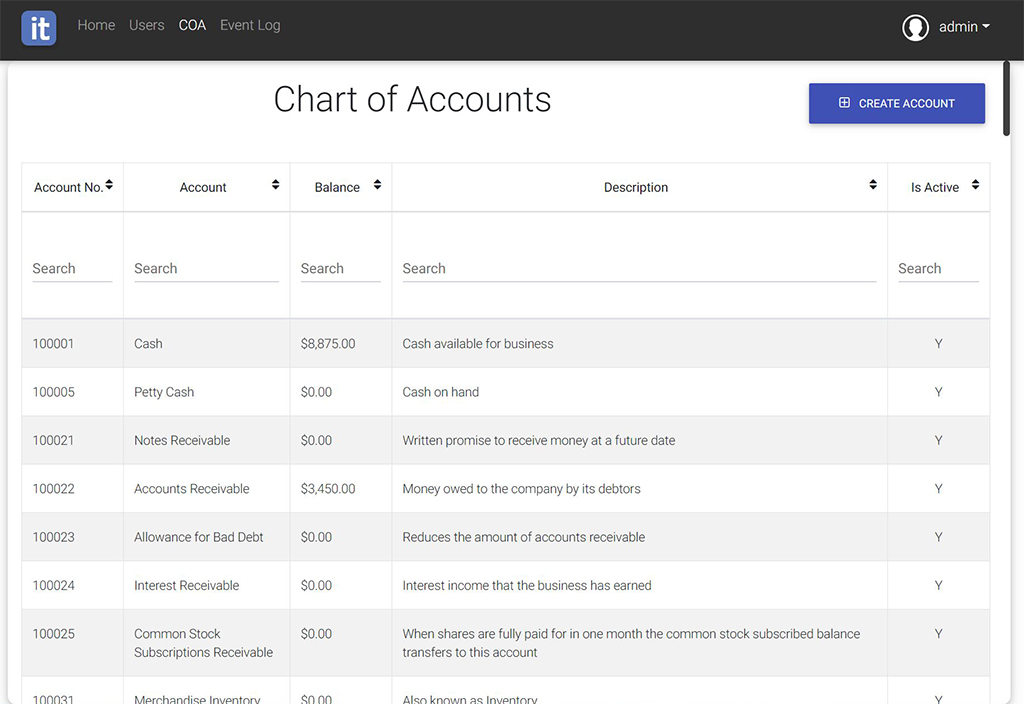 it Home Users COA Event Log admin
Chart of Accounts
CREATE ACCOUNT
Account No. Account Balance Description Is Active
Search Search Search Search Search
100001 Cash $8,875.00 Cash available for business Y
100005 Petty Cash $0.00 Cash on hand Y
100021 Notes Receivable $0.00 Written promise to receive money at a future date Y
100022 Accounts Receivable $3,450.00 Money owed to the company by its debtors Y
100023 Allowance for Bad Debt $0.00 Reduces the amount of accounts receivable Y
100024 Interest Receivable $0.00 Interest income that the business has earned Y
100025 Common Stock $0.00 When shares are fully paid for in one month the common stock subscribed balance Y
Subscriptions Receivable transfers to this account
100031 Merchandise Inventory $0.00 Also known as Inventory Y